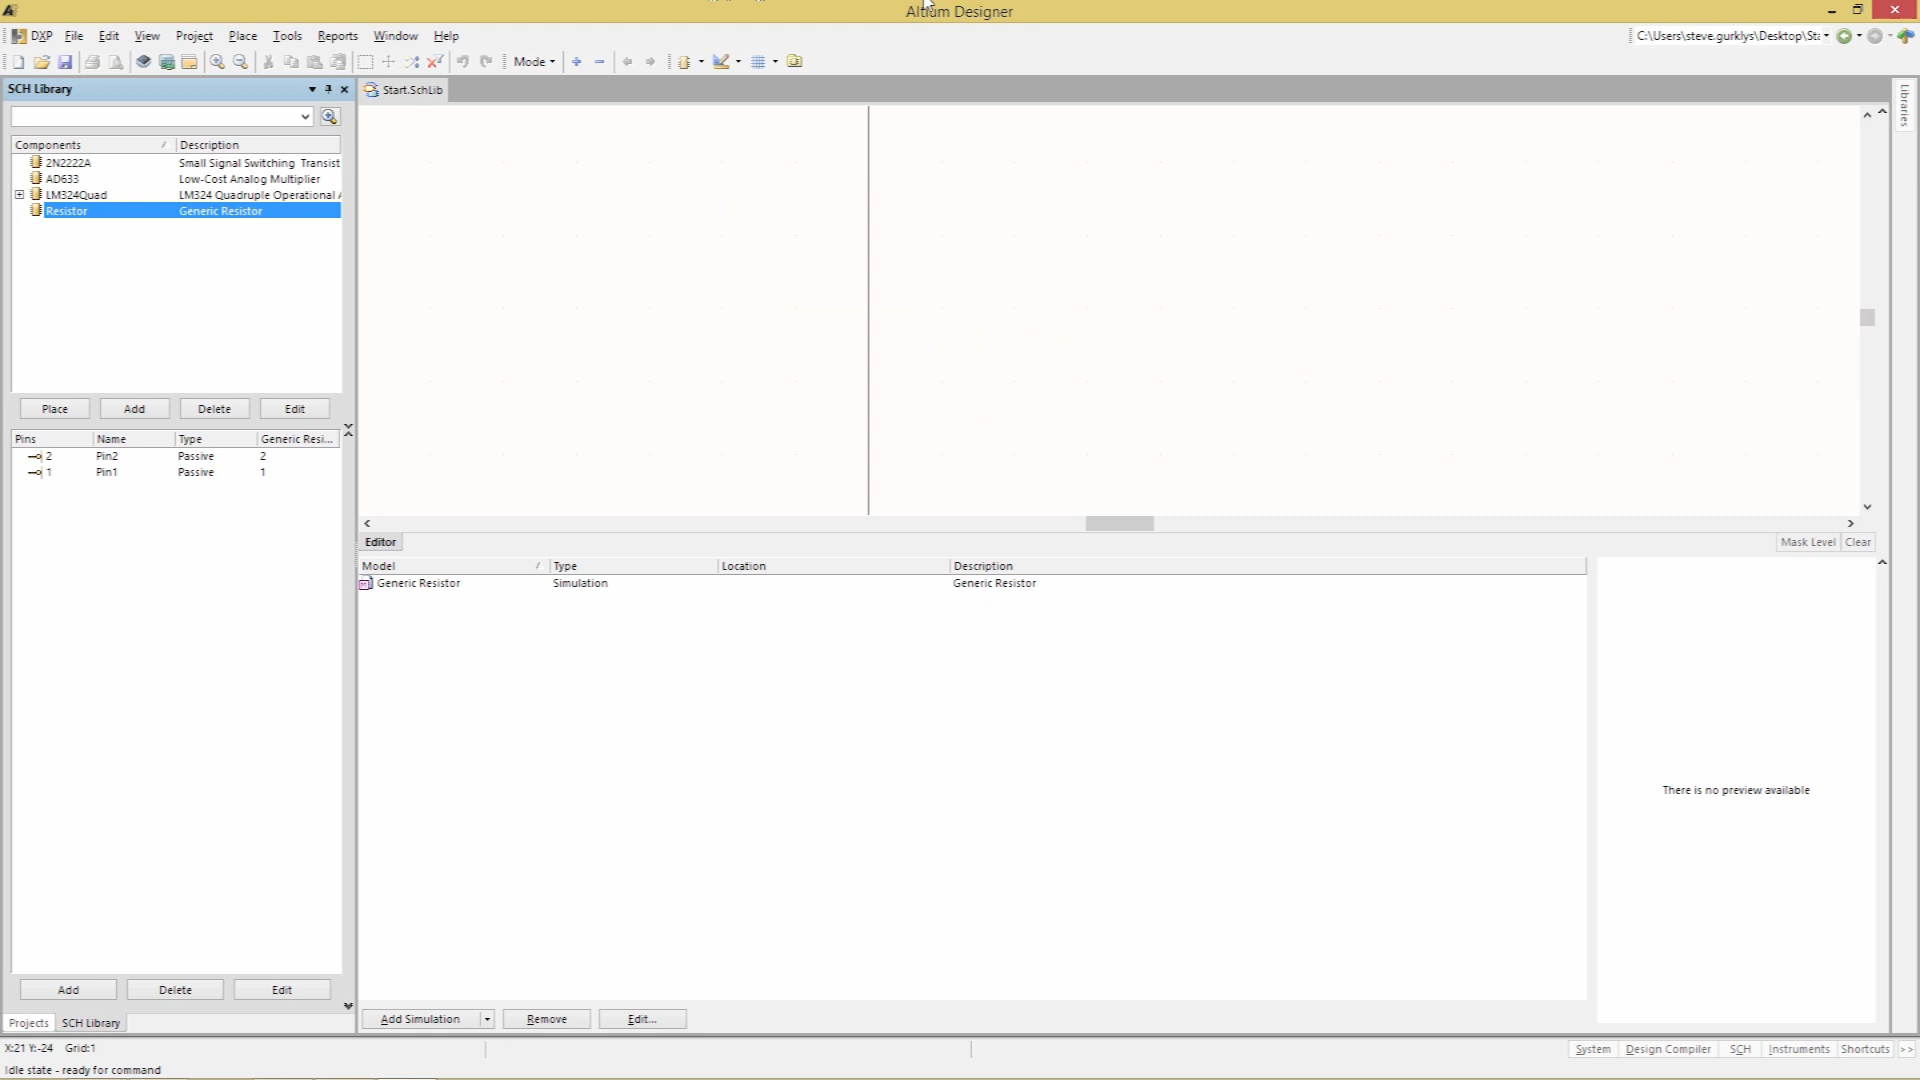 Altium Designer
DXP File Edit View Project Place Tools Reports Window Help
C:\Users\steve.gurklys\Desktop\Sta
Mode
SCH Library
Start.SchLib
Libraries
Components Description
2N2222A Small Signal Switching Transist
AD633 Low-Cost Analog Multiplier
LM324Quad LM324 Quadruple Operational A
Resistor Generic Resistor
Place Add Delete Edit
Pins Name Type Generic Resi...
2 Pin2 Passive 2
1 Pin1 Passive 1
Editor Mask Level Clear
Model Type Location Description
Generic Resistor Simulation Generic Resistor
There is no preview available
Add Delete Edit
Add Simulation Remove Edit...
Projects SCH Library
X:21 Y:-24 Grid:1
System Design Compiler SCH Instruments Shortcuts >>
Idle state - ready for command